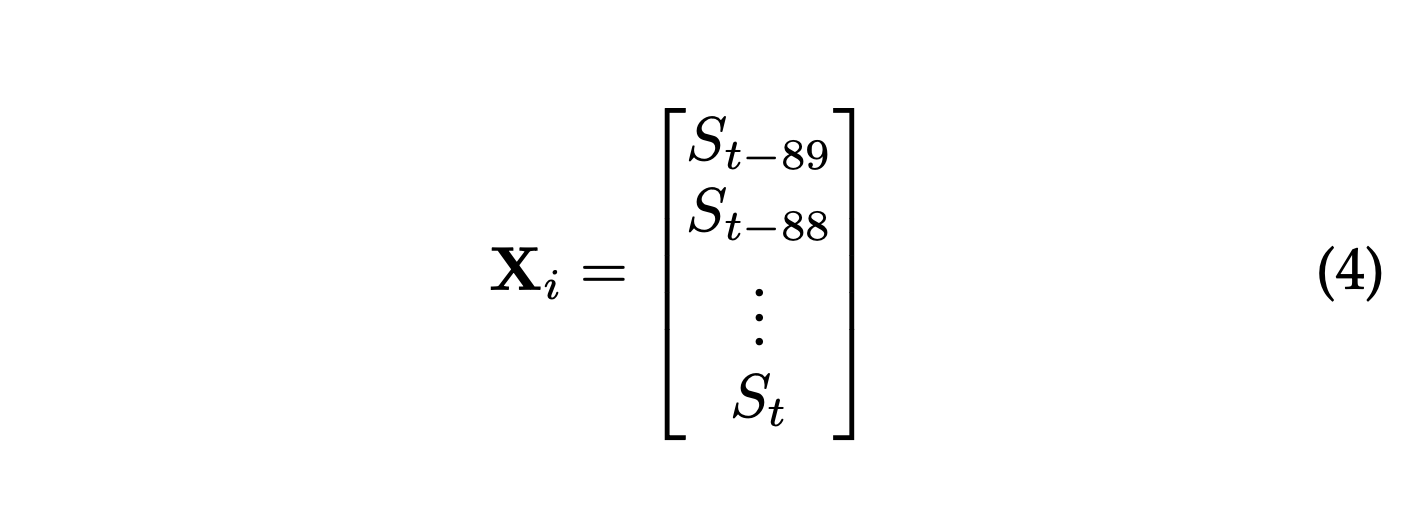 S_{t−89}
S_{t−88}
X_i = ⋮ (4)
S_t